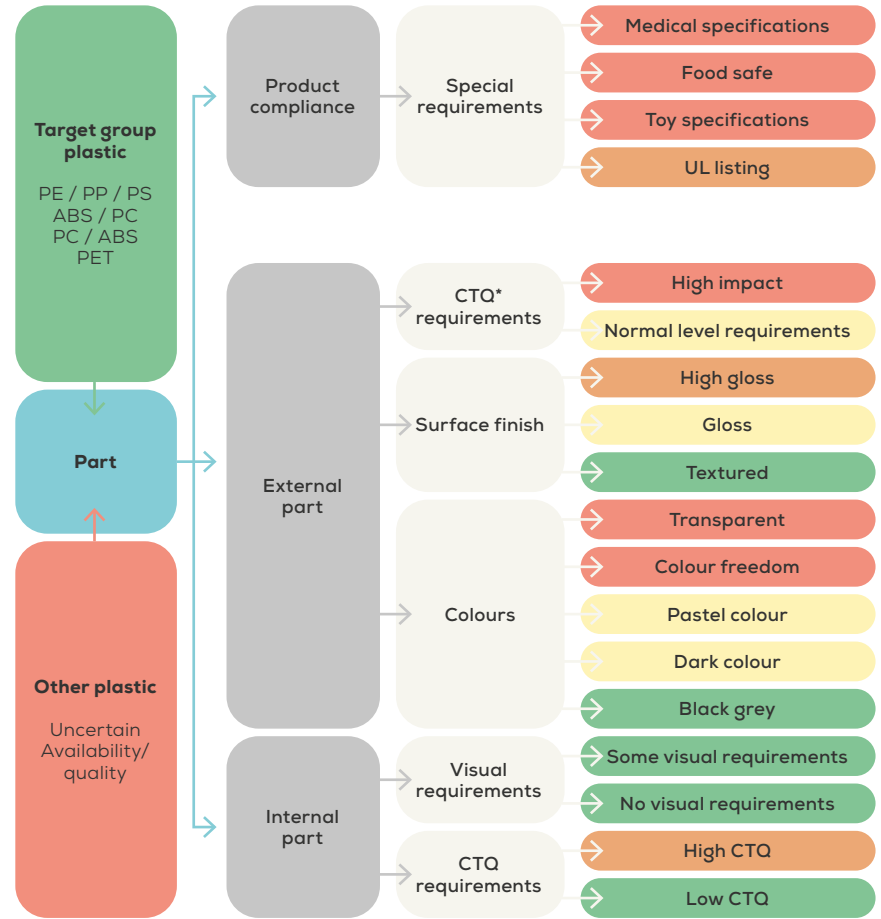 Target group
plastic
PE / PP / PS
ABS / PC
PC / ABS
PET
Part
Other plastic
Uncertain
Availability/
quality
Product
compliance
Special
requirements
Medical specifications
Food safe
Toy specifications
UL listing
External
part
CTQ*
requirements
High impact
Normal level requirements
Surface finish
High gloss
Gloss
Textured
Colours
Transparent
Colour freedom
Pastel colour
Dark colour
Black grey
Internal
part
Visual
requirements
Some visual requirements
No visual requirements
CTQ
requirements
High CTQ
Low CTQ